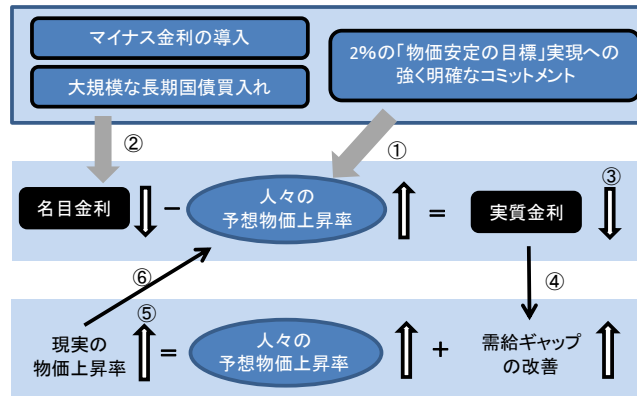 マイナス金利の導入
大規模な長期国債買入れ
2%の「物価安定の目標」実現への
強く明確なコミットメント
②
①
名目金利
－
人々の
予想物価上昇率
＝
実質金利
③
⑥
④
⑤
現実の
物価上昇率
＝
人々の
予想物価上昇率
＋
需給ギャップ
の改善